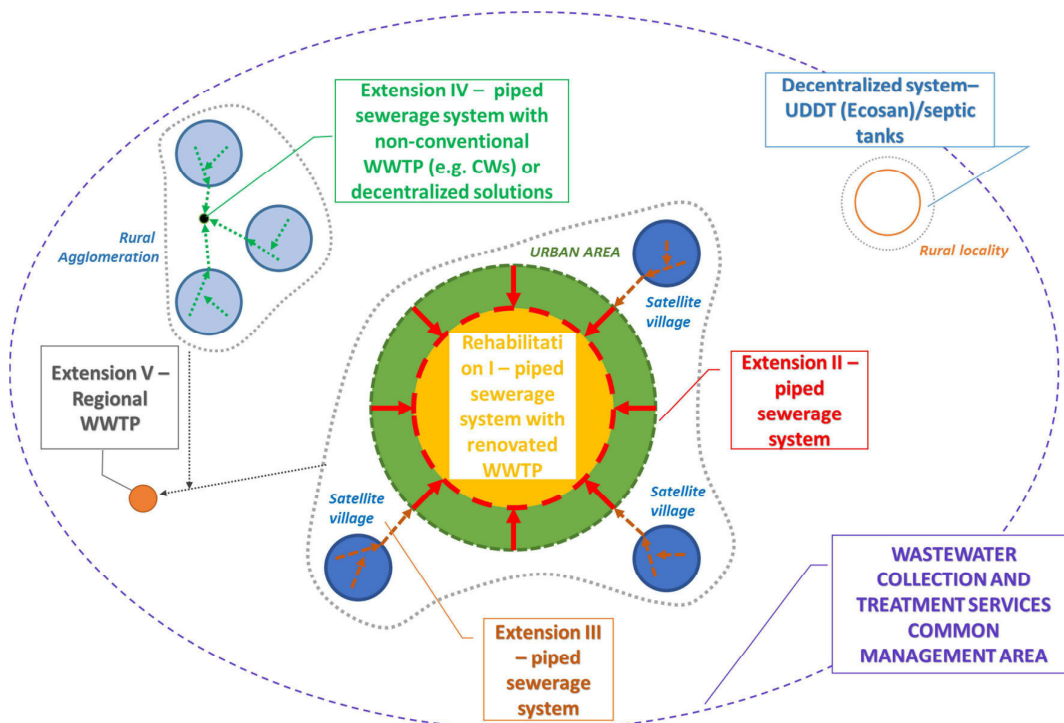 Extension IV – piped
sewerage system with
non-conventional
WWTP (e.g. CWs) or
decentralized solutions
Decentralized system–
UDDT (Ecosan)/septic
tanks
Rural
Agglomeration
URBAN AREA
Rural locality
Satellite
village
Extension V –
Regional
WWTP
Rehabilitati
on I – piped
sewerage
system with
renovated
WWTP
Extension II –
piped
sewerage
system
Satellite
village
Satellite
village
Extension III
– piped
sewerage
system
WASTEWATER
COLLECTION AND
TREATMENT SERVICES
COMMON
MANAGEMENT AREA